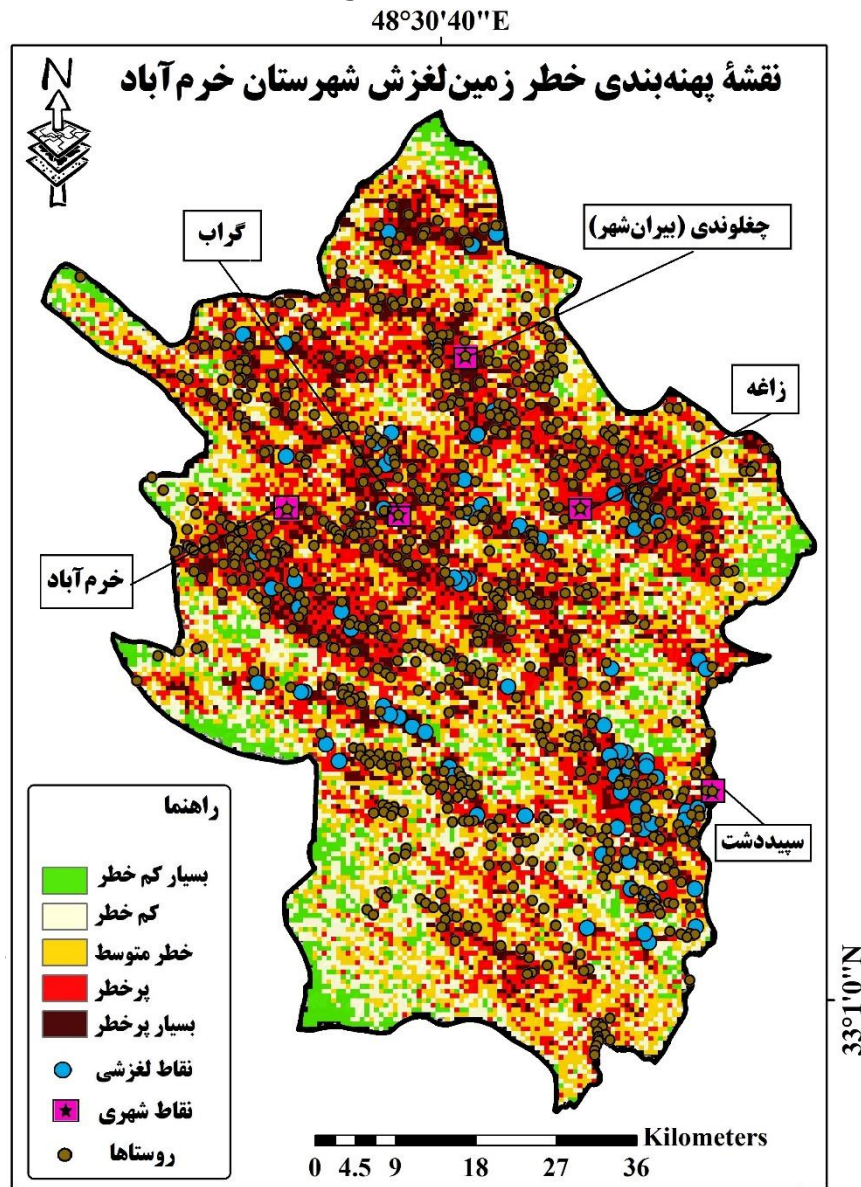 48°30'40"E
N
نقشهٔ پهنه‌بندی خطر زمین‌لغزش شهرستان خرم‌آباد
چغلوندی (بیران‌شهر)
گراب
زاغه
خرم‌آباد
سپیددشت
راهنما
بسیار کم خطر
کم خطر
خطر متوسط
پرخطر
بسیار پرخطر
نقاط لغزشی
نقاط شهری
روستاها
33°1'0"N
Kilometers
0 4.5 9 18 27 36